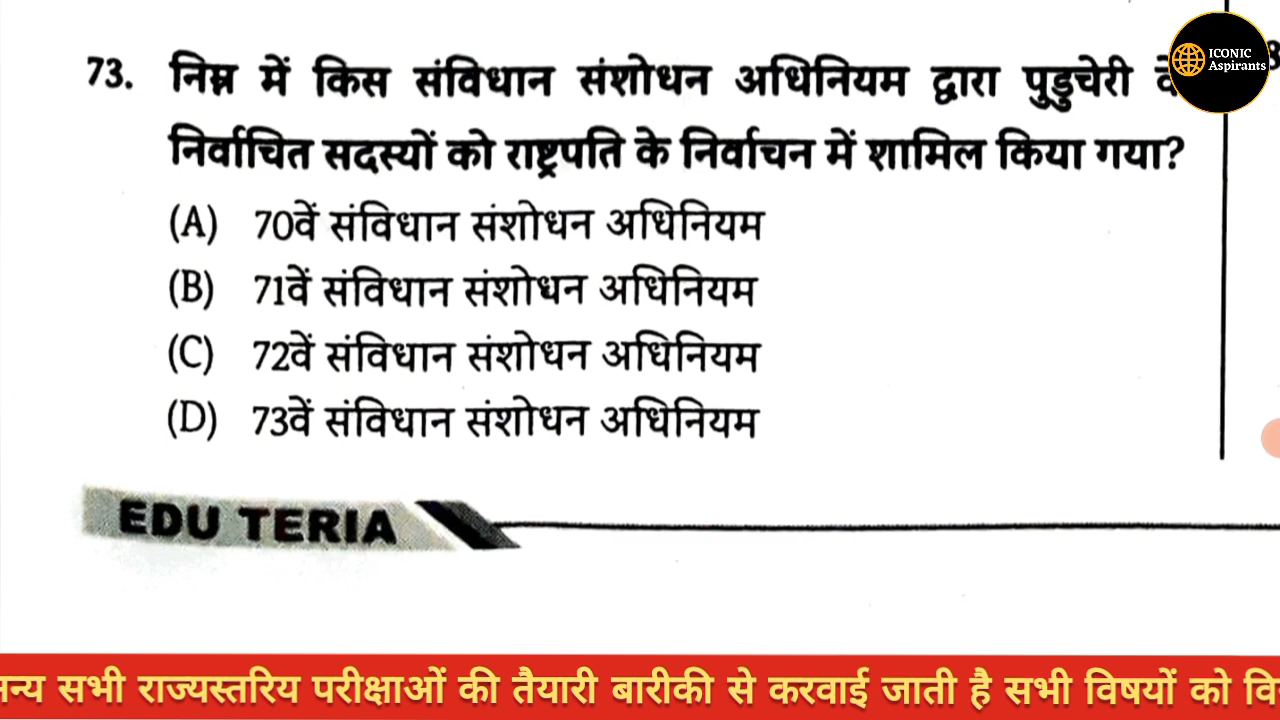 73. निम्न में किस संविधान संशोधन अधिनियम द्वारा पुडुचेरी
निर्वाचित सदस्यों को राष्ट्रपति के निर्वाचन में शामिल किया गया?
(A) 70वें संविधान संशोधन अधिनियम
(B) 71वें संविधान संशोधन अधिनियम
(C) 72वें संविधान संशोधन अधिनियम
(D) 73वें संविधान संशोधन अधिनियम
EDU TERIA
ICONIC
Aspirants
सभी राज्यस्तरिय परीक्षाओं की तैयारी बारीकी से करवाई जाती है सभी विषयों को